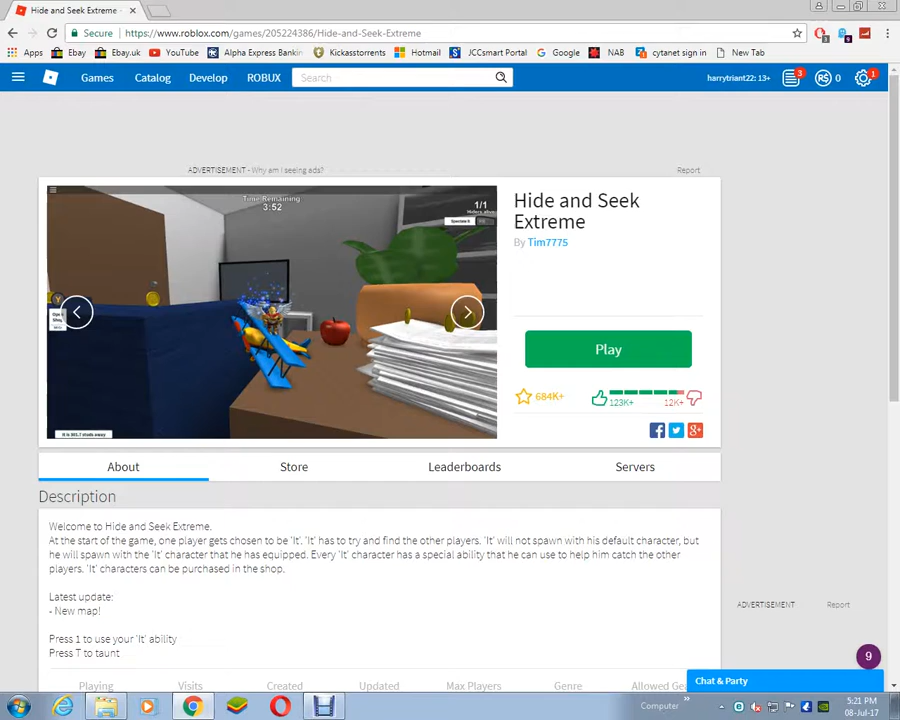 Hide and Seek Extreme -
Secure https://www.roblox.com/games/205224386/Hide-and-Seek-Extreme
Apps Ebay Ebay.uk YouTube Alpha Express Bankin Kickasstorrents Hotmail JCCsmart Portal Google NAB cytanet sign in New Tab
Games Catalog Develop ROBUX Search harrytriant22: 13+ 3 R$ 0 1
ADVERTISEMENT - Why am I seeing ads? Report
Time Remaining
3:52
1/1
Hide and Seek
Extreme
By Tim7775
Play
684K+ 123K+ 12K+
About Store Leaderboards Servers
Description
Welcome to Hide and Seek Extreme.
At the start of the game, one player gets chosen to be 'It'. 'It' has to try and find the other players. 'It' will not spawn with his default character, but
he will spawn with the 'It' character that he has equipped. Every 'It' character has a special ability that he can use to help him catch the other
players. 'It' characters can be purchased in the shop.
Latest update:
- New map!
ADVERTISEMENT Report
Press 1 to use your 'It' ability
Press T to taunt
9
Playing Visits Created Updated Max Players Genre Allowed Gea
Chat & Party
Computer » 5:21 PM
08-Jul-17